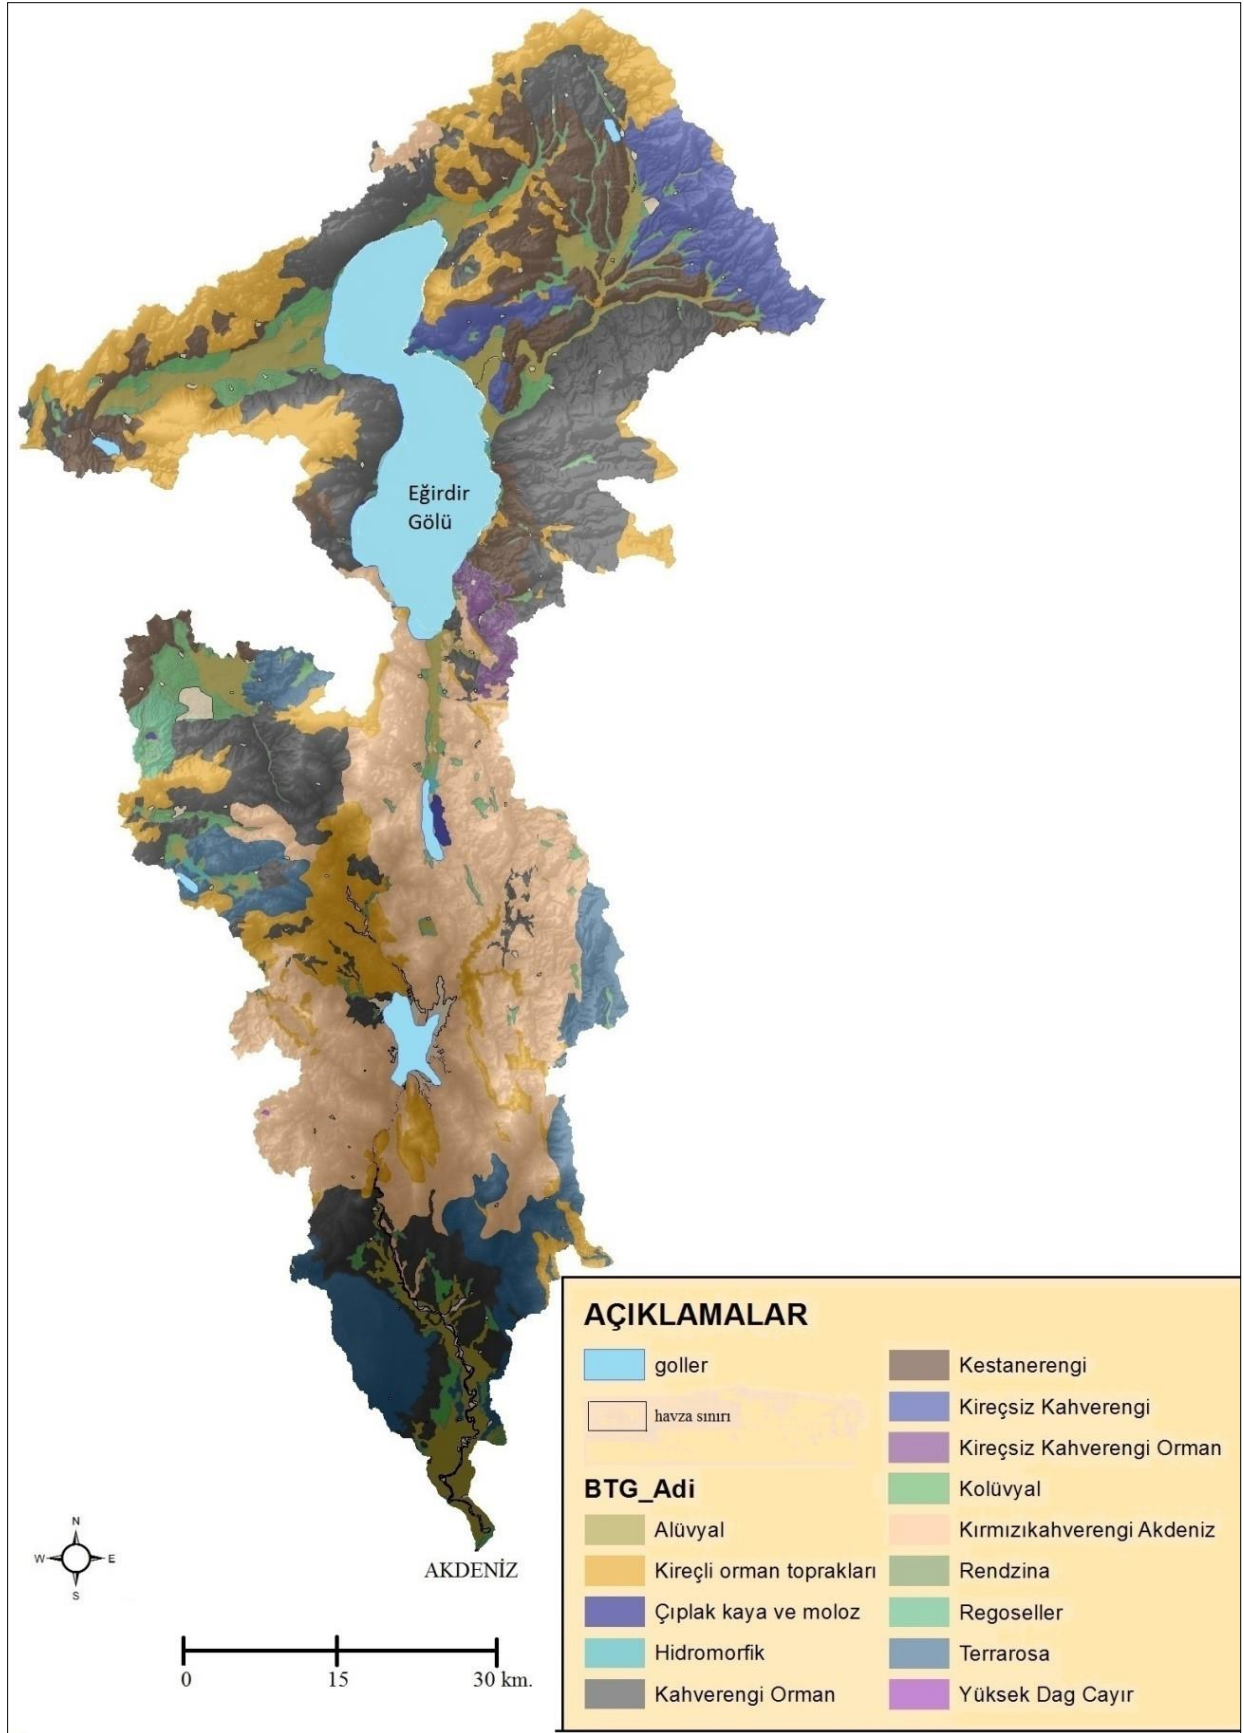 Eğirdir
Gölü
AÇIKLAMALAR
goller
havza sınırı
BTG_Adi
Alüvyal
Kireçli orman toprakları
Çıplak kaya ve moloz
Hidromorfik
Kahverengi Orman
Kestanerengi
Kireçsiz Kahverengi
Kireçsiz Kahverengi Orman
Kolüvyal
Kırmızıkahverengi Akdeniz
Rendzina
Regoseller
Terrarosa
Yüksek Dag Cayır
N
W E
S
AKDENİZ
0 15 30 km.